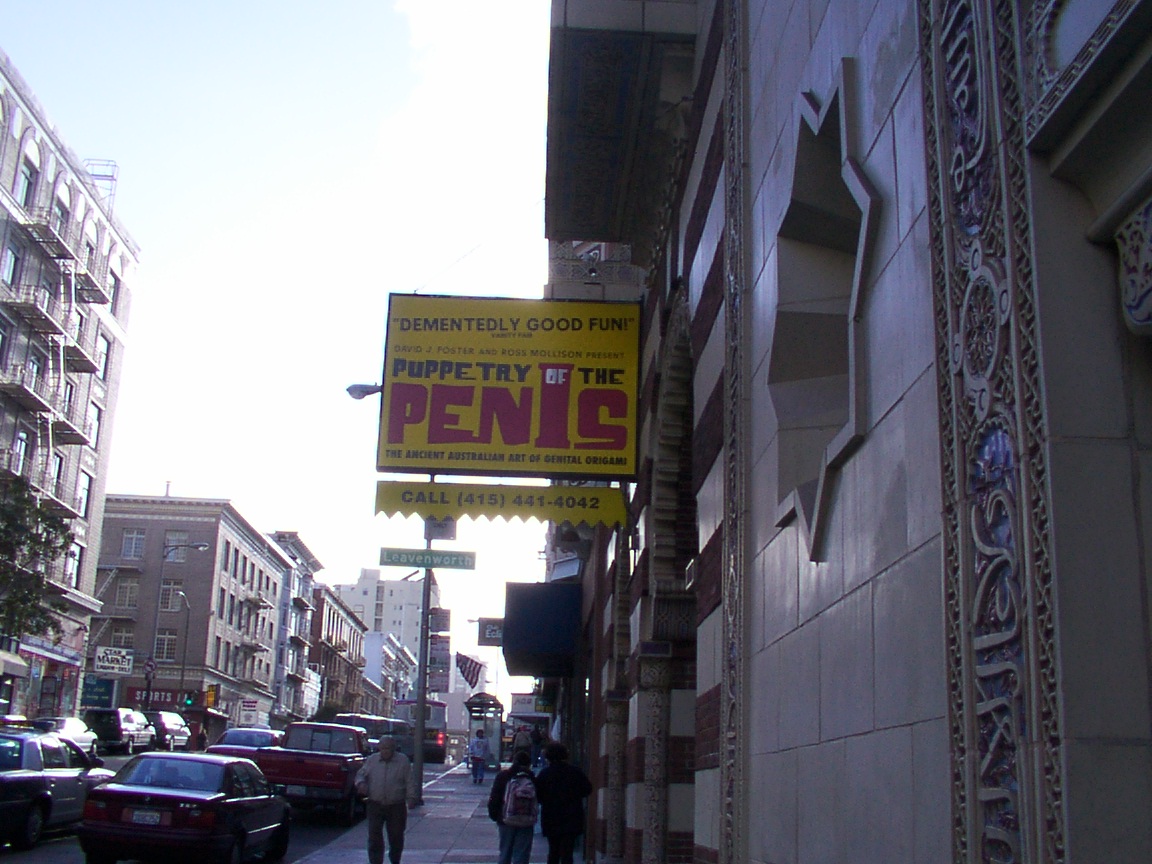 "DEMENTEDLY GOOD FUN!"
VANITY FAIR
DAVID J. FOSTER AND ROSS MOLLISON PRESENT
PUPPETRY OF THE
PENIS
THE ANCIENT AUSTRALIAN ART OF GENITAL ORIGAMI
CALL (415) 441-4042
Leavenworth
MARKET
SPORTS